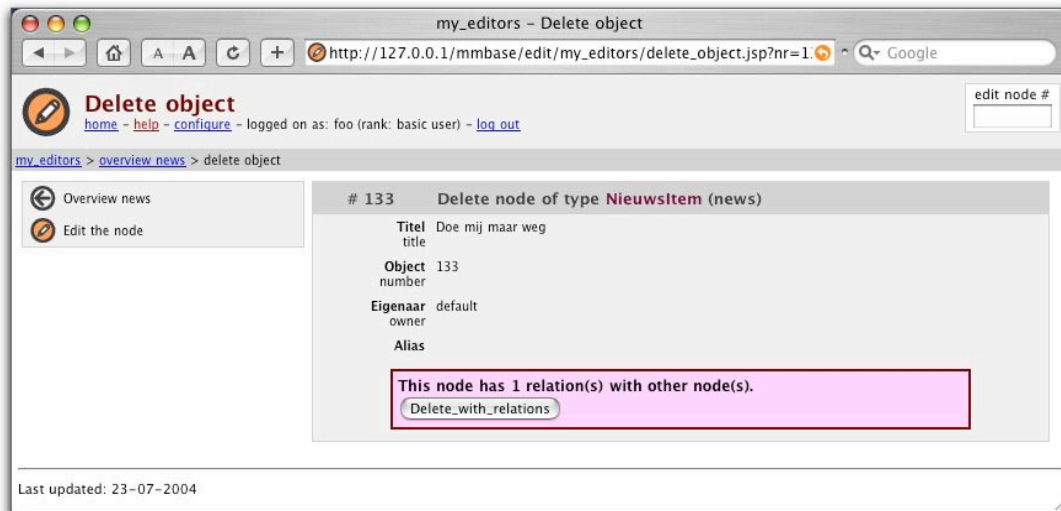 my_editors – Delete object
A A
http://127.0.0.1/mmbase/edit/my_editors/delete_object.jsp?nr=1
Google
Delete object
home – help – configure – logged on as: foo (rank: basic user) – log out
edit node #
my_editors > overview news > delete object
Overview news
Edit the node
# 133 Delete node of type NieuwsItem (news)
Titel Doe mij maar weg
title
Object 133
number
Eigenaar default
owner
Alias
This node has 1 relation(s) with other node(s).
Delete_with_relations
Last updated: 23-07-2004